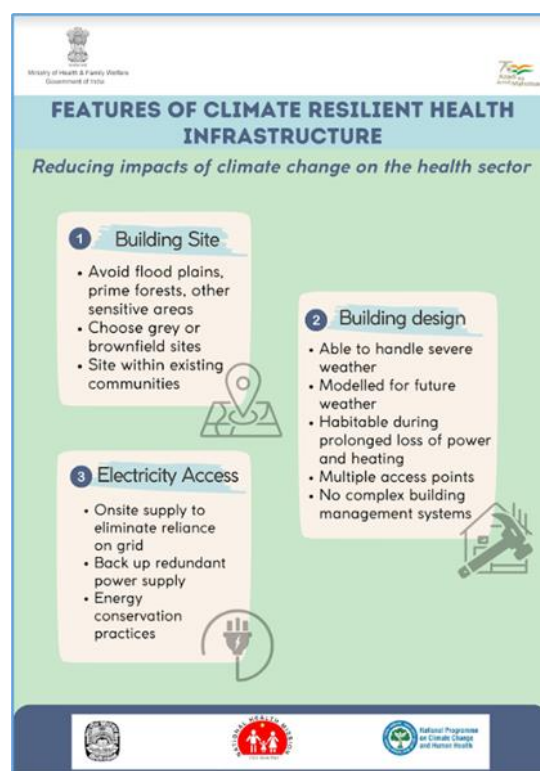 Ministry of Health & Family Welfare
Government of India
FEATURES OF CLIMATE RESILIENT HEALTH
INFRASTRUCTURE
Reducing impacts of climate change on the health sector
1 Building Site
• Avoid flood plains,
prime forests, other
sensitive areas
• Choose grey or
brownfield sites
• Site within existing
communities
2 Building design
• Able to handle severe
weather
• Modelled for future
weather
• Habitable during
prolonged loss of power
and heating
• Multiple access points
• No complex building
management systems
3 Electricity Access
• Onsite supply to
eliminate reliance
on grid
• Back up redundant
power supply
• Energy
conservation
practices
NATIONAL HEALTH MISSION
National Programme
on Climate Change
and Human Health